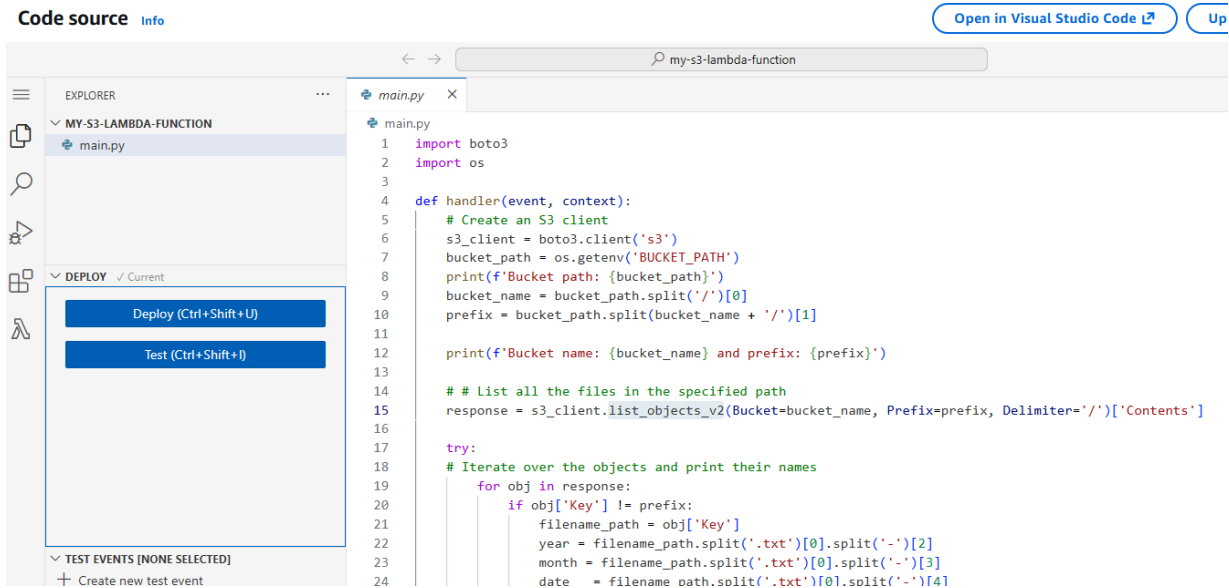 Code source Info
Open in Visual Studio Code
Up
my-s3-lambda-function
EXPLORER ...
MY-S3-LAMBDA-FUNCTION
main.py
DEPLOY ✓ Current
Deploy (Ctrl+Shift+U)
Test (Ctrl+Shift+I)
TEST EVENTS [NONE SELECTED]
+ Create new test event
main.py ×
main.py
1 import boto3
2 import os
3
4 def handler(event, context):
5     # Create an S3 client
6     s3_client = boto3.client('s3')
7     bucket_path = os.getenv('BUCKET_PATH')
8     print(f'Bucket path: {bucket_path}')
9     bucket_name = bucket_path.split('/')[0]
10     prefix = bucket_path.split(bucket_name + '/')[1]
11
12     print(f'Bucket name: {bucket_name} and prefix: {prefix}')
13
14     # # List all the files in the specified path
15     response = s3_client.list_objects_v2(Bucket=bucket_name, Prefix=prefix, Delimiter='/')['Contents']
16
17     try:
18     # Iterate over the objects and print their names
19         for obj in response:
20             if obj['Key'] != prefix:
21                 filename_path = obj['Key']
22                 year = filename_path.split('.txt')[0].split('-')[2]
23                 month = filename_path.split('.txt')[0].split('-')[3]
24                 date  = filename_path.split('.txt')[0].split('-')[4]